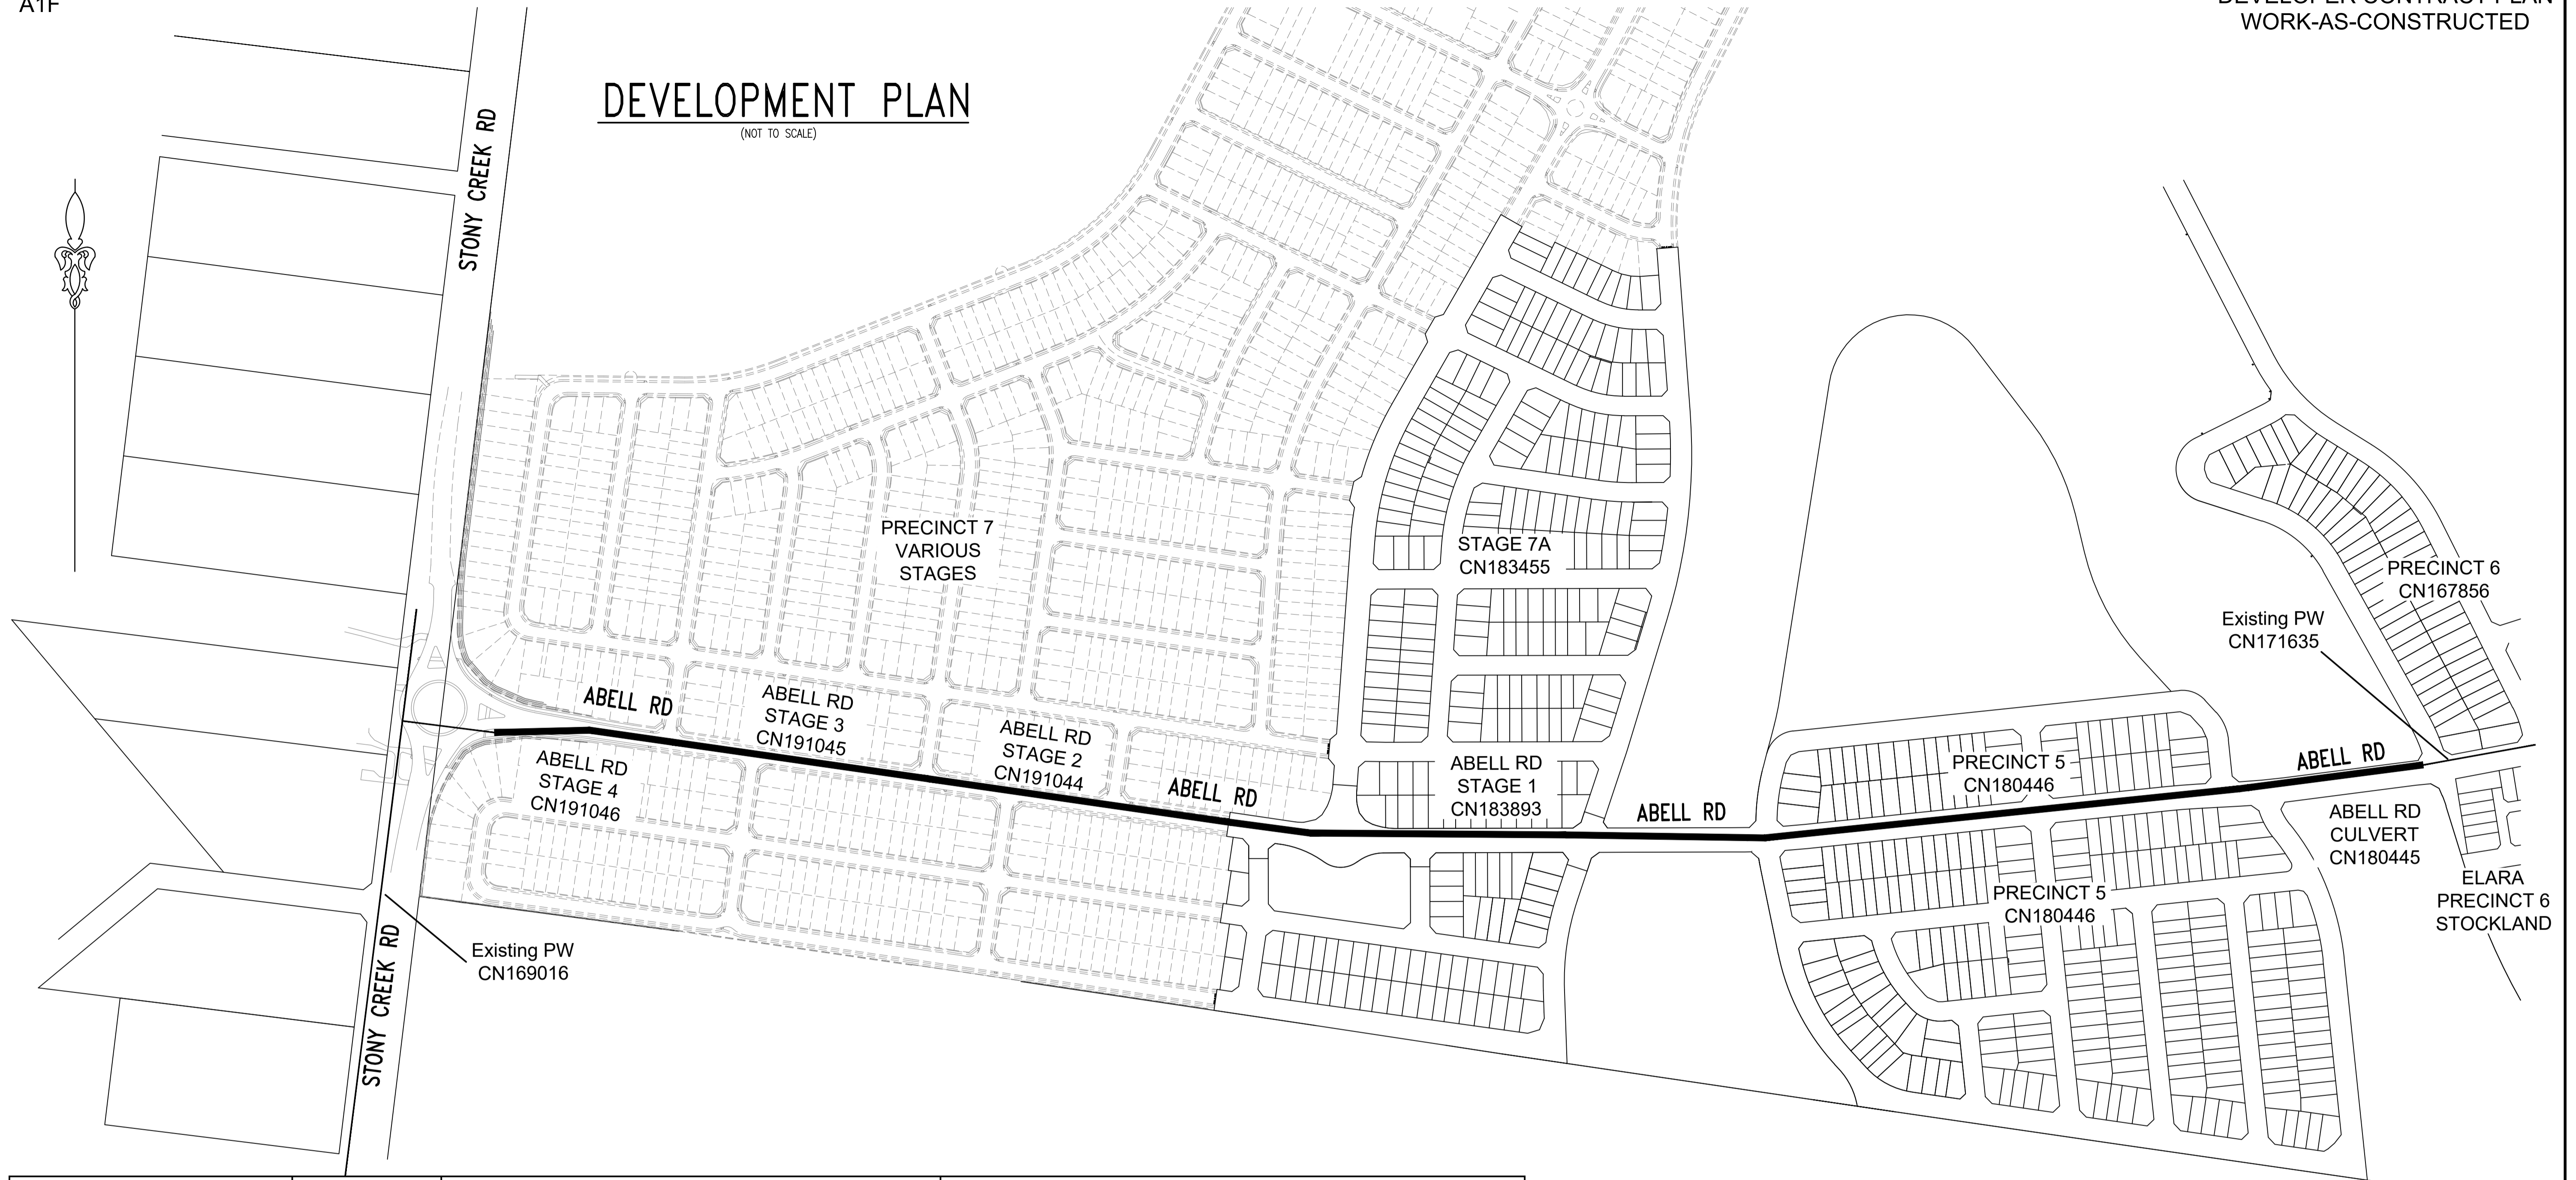 A1F
DEVELOPER CONTRACT PLAN
WORK-AS-CONSTRUCTED
DEVELOPMENT PLAN
(NOT TO SCALE)
STONY CREEK RD
PRECINCT 7
VARIOUS
STAGES
STAGE 7A
CN183455
PRECINCT 6
CN167856
Existing PW
CN171635
ABELL RD
ABELL RD
STAGE 3
CN191045
ABELL RD
STAGE 2
CN191044
ABELL RD
STAGE 4
CN191046
ABELL RD
ABELL RD
STAGE 1
CN183893
ABELL RD
PRECINCT 5
CN180446
ABELL RD
ABELL RD
CULVERT
CN180445
PRECINCT 5
CN180446
ELARA
PRECINCT 6
STOCKLAND
Existing PW
CN169016
STONY CREEK RD